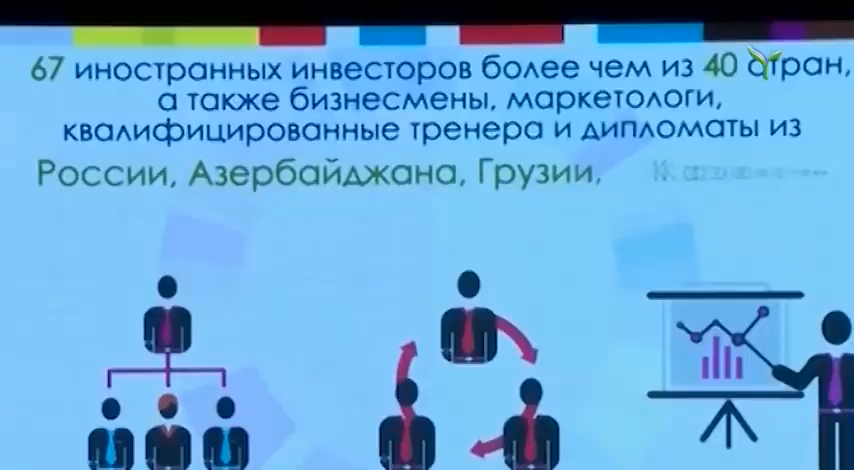 67 иностранных инвесторов более чем из 40 стран,
а также бизнесмены, маркетологи,
квалифицированные тренера и дипломаты из
России, Азербайджана, Грузии,